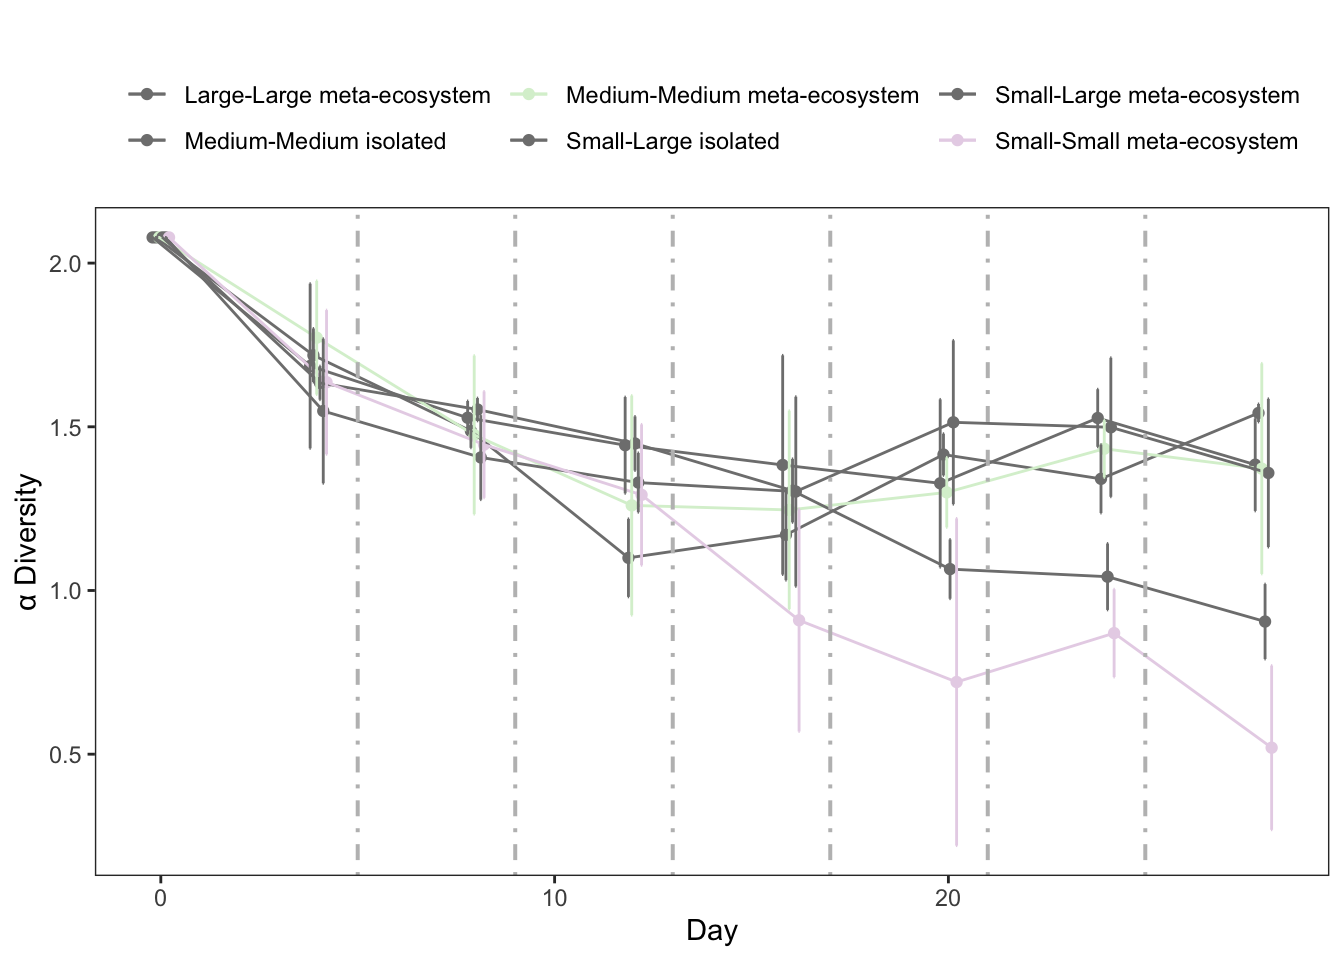 Large-Large meta-ecosystem Medium-Medium meta-ecosystem Small-Large meta-ecosystem
Medium-Medium isolated Small-Large isolated Small-Small meta-ecosystem
2.0
1.5
1.0
0.5
α Diversity
0 10 20
Day